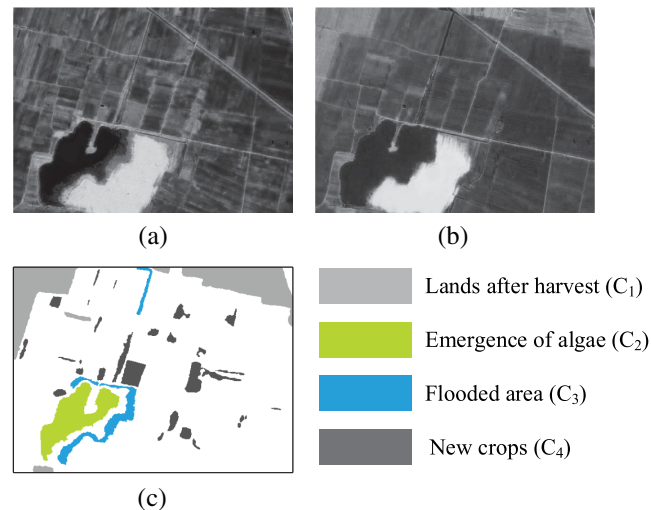 (a)
(b)
Lands after harvest (C₁)
Emergence of algae (C₂)
Flooded area (C₃)
New crops (C₄)
(c)